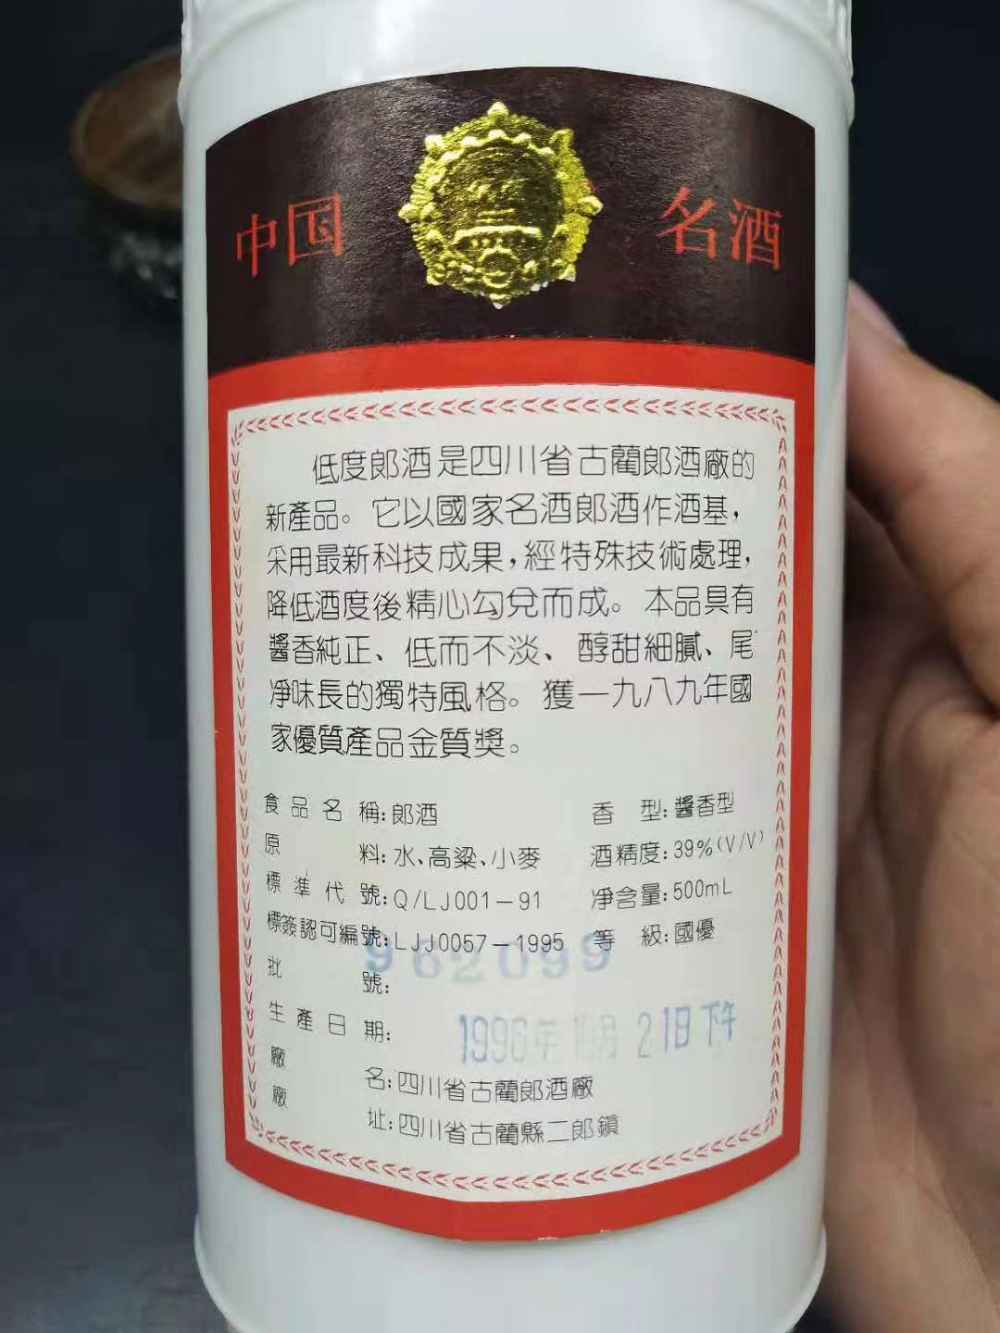 中国 名酒
低度郎酒是四川省古藺郎酒廠的
新產品。它以國家名酒郎酒作酒基，
采用最新科技成果，經特殊技術處理，
降低酒度後精心勾兌而成。本品具有
醬香純正、低而不淡、醇甜細膩、尾
凈味長的獨特風格。獲一九八九年國
家優質產品金質獎。
食品名稱:郎酒 香型:醬香型
原料:水、高粱、小麥 酒精度:39%(V/V)
標準代號:Q/LJ001-91 凈含量:500mL
標簽認可編號:LJJ0057-1995 等級:國優
批號: 962099
生產日期: 1996年 月21日下午
廠名:四川省古藺郎酒廠
廠址:四川省古藺縣二郎鎮